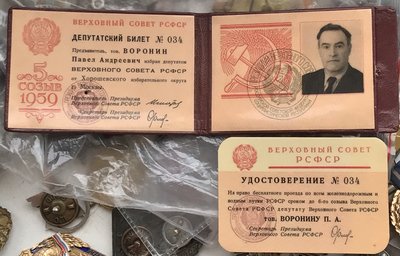 ВЕРХОВНЫЙ СОВЕТ РСФСР
ДЕПУТАТСКИЙ БИЛЕТ № 034
Предъявитель, тов. ВОРОНИН
Павел Андреевич избран депутатом
ВЕРХОВНОГО СОВЕТА РСФСР
от Хорошевского избирательного округа
г. Москвы.
Председатель Президиума
Верховного Совета РСФСР
Секретарь Президиума
Верховного Совета РСФСР
5
СОЗЫВ
1959
ВЕРХОВНЫЙ СОВЕТ
РСФСР
УДОСТОВЕРЕНИЕ № 034
На право бесплатного проезда по всем железнодорожным и
водным путям РСФСР сроком до 6-го созыва Верховного
Совета РСФСР депутату Верховного Совета РСФСР
тов. ВОРОНИНУ П. А.
Секретарь Президиума
Верховного Совета РСФСР